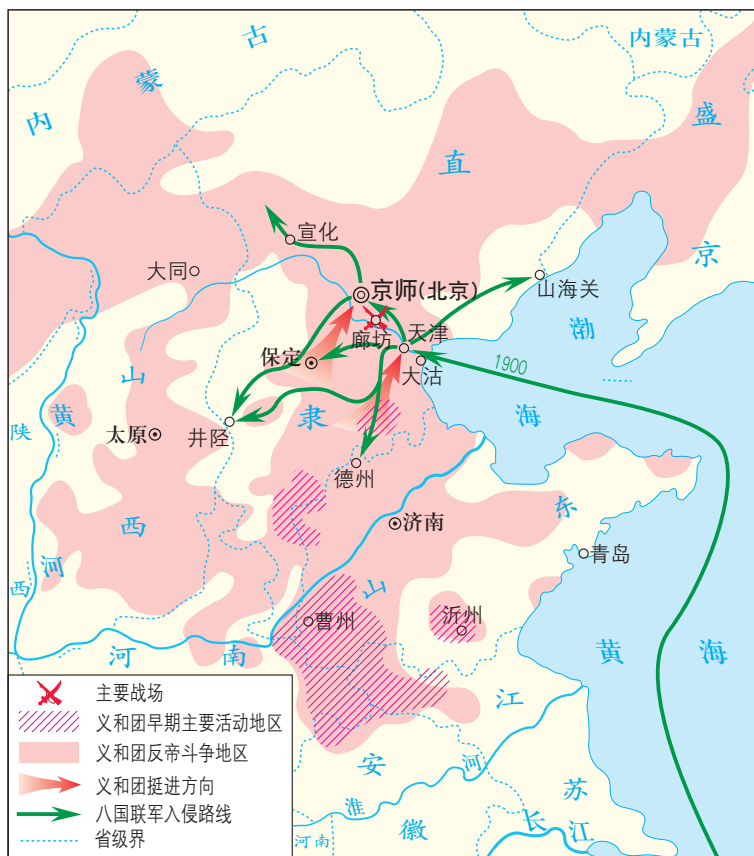 内蒙古
内蒙古
盛京
直隶
宣化
大同
京师(北京)
山海关
廊坊
天津
渤海
保定
大沽
1900
黄河
山西
陕西
太原
井陉
德州
济南
山东
青岛
曹州
沂州
河南
黄海
江苏
安徽
淮河
河南
长江
主要战场
义和团早期主要活动地区
义和团反帝斗争地区
义和团挺进方向
八国联军入侵路线
省级界